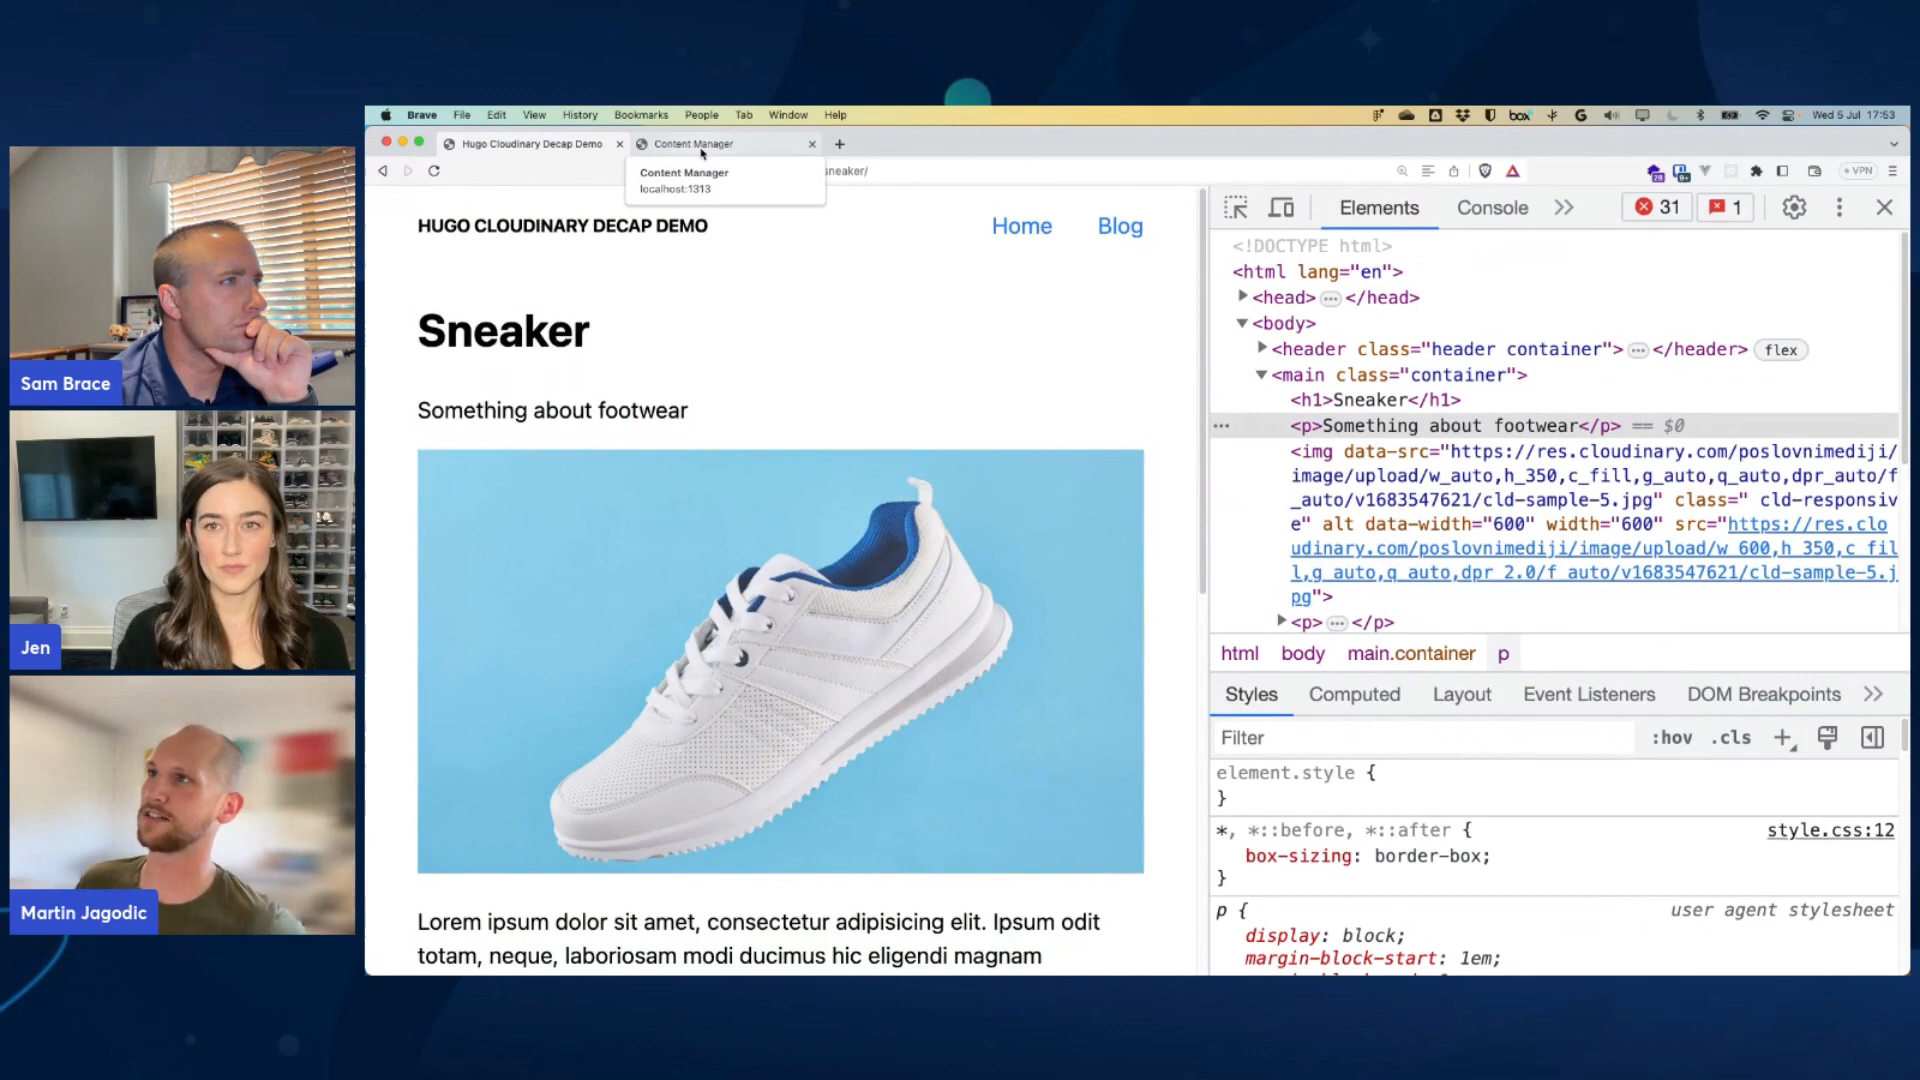 Brave File Edit View History Bookmarks People Tab Window Help
box
Wed 5 Jul 17:53
Hugo Cloudinary Decap Demo
Content Manager
sneaker/
VPN
Content Manager
localhost:1313
HUGO CLOUDINARY DECAP DEMO
Home Blog
Sneaker
Something about footwear
Lorem ipsum dolor sit amet, consectetur adipisicing elit. Ipsum odit
totam, neque, laboriosam modi ducimus hic eligendi magnam
Elements Console 31 1
<!DOCTYPE html>
<html lang="en">
<head> ••• </head>
<body>
<header class="header container"> ••• </header> flex
<main class="container">
<h1>Sneaker</h1>
••• <p>Something about footwear</p> == $0
<img data-src="https://res.cloudinary.com/poslovnimediji/
image/upload/w_auto,h_350,c_fill,g_auto,q_auto,dpr_auto/f
_auto/v1683547621/cld-sample-5.jpg" class=" cld-responsiv
e" alt data-width="600" width="600" src="https://res.clo
udinary.com/poslovnimediji/image/upload/w_600,h_350,c_fil
l,g_auto,q_auto,dpr_2.0/f_auto/v1683547621/cld-sample-5.j
pg">
<p> ••• </p>
html body main.container p
Styles Computed Layout Event Listeners DOM Breakpoints
Filter :hov .cls
element.style {
}
*, *::before, *::after { style.css:12
box-sizing: border-box;
}
p { user agent stylesheet
display: block;
margin-block-start: 1em;
Sam Brace
Jen
Martin Jagodic